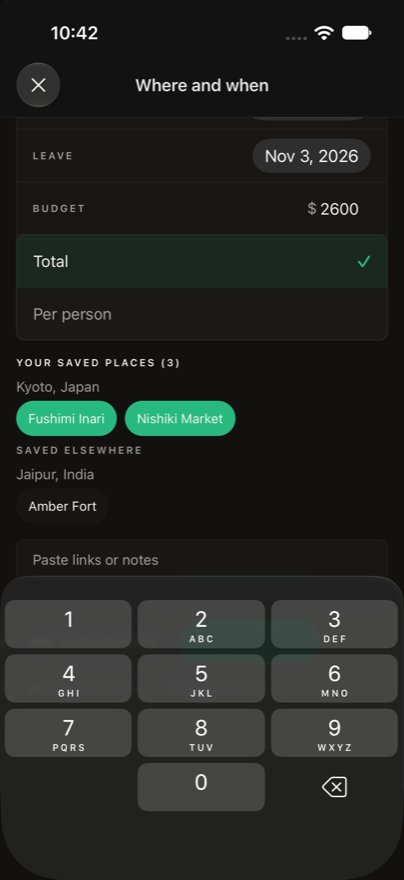 10:42
Where and when
LEAVE
Nov 3, 2026
BUDGET
$ 2600
Total
Per person
YOUR SAVED PLACES (3)
Kyoto, Japan
Fushimi Inari
Nishiki Market
SAVED ELSEWHERE
Jaipur, India
Amber Fort
Paste links or notes
1
2
ABC
3
DEF
4
GHI
5
JKL
6
MNO
7
PQRS
8
TUV
9
WXYZ
0